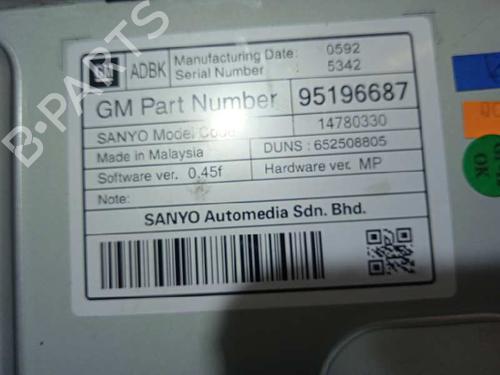 GM
ADBK
Manufacturing Date: 0592
Serial Number 5342
GM Part Number 95196687
SANYO Model Code 14780330
Made in Malaysia DUNS : 652508805
Software ver. 0.45f Hardware ver. MP
Note:
SANYO Automedia Sdn. Bhd.
OK
B-PARTS